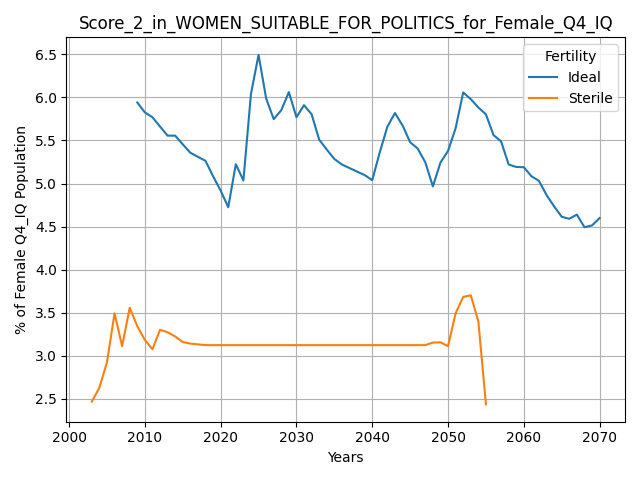 Score_2_in_WOMEN_SUITABLE_FOR_POLITICS_for_Female_Q4_IQ
Fertility
Ideal
Sterile
% of Female Q4_IQ Population
6.5
6.0
5.5
5.0
4.5
4.0
3.5
3.0
2.5
2000 2010 2020 2030 2040 2050 2060 2070
Years